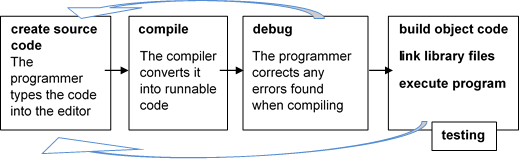 create source
code
The
programmer
types the code
into the editor
compile
The compiler
converts it
into runnable
code
debug
The programmer
corrects any
errors found
when compiling
build object code
link library files
execute program
testing